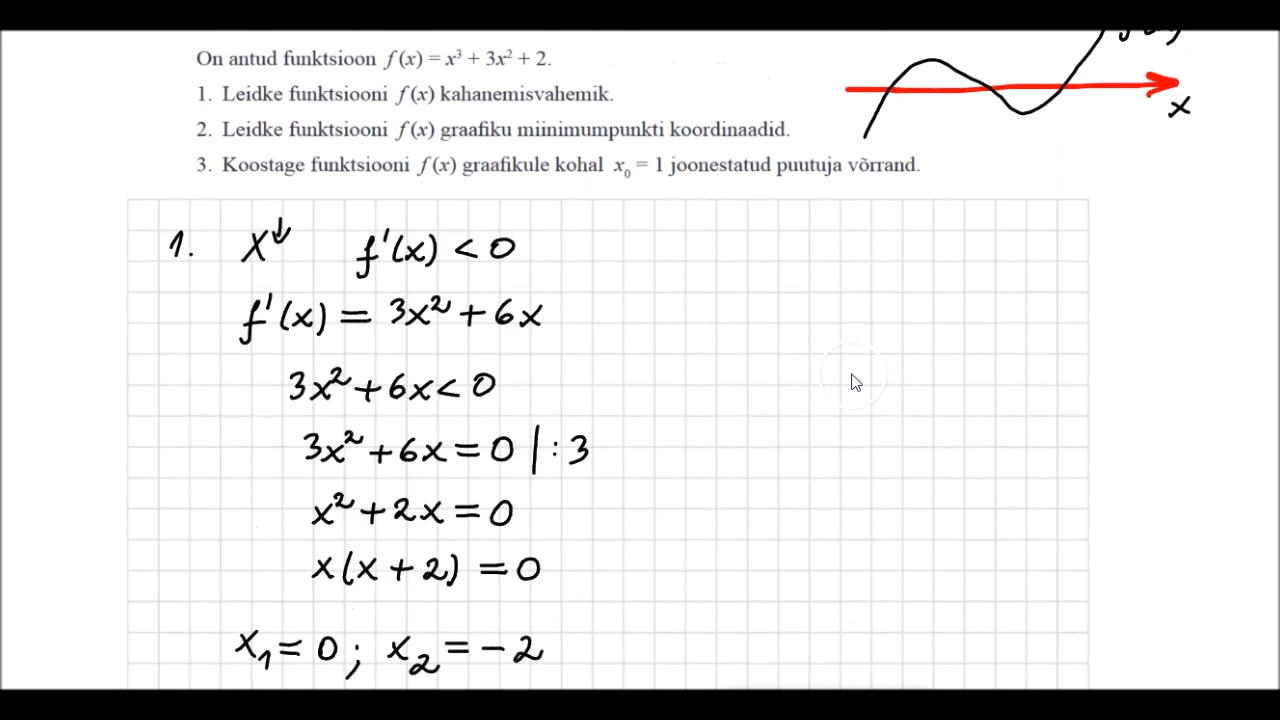 On antud funktsioon f(x) = x³ + 3x² + 2.
1. Leidke funktsiooni f(x) kahanemisvahemik.
2. Leidke funktsiooni f(x) graafiku miinimumpunkti koordinaadid.
3. Koostage funktsiooni f(x) graafikule kohal x₀ = 1 joonestatud puutuja võrrand.
x
1. X↓ f'(x) < 0
f'(x) = 3x² + 6x
3x² + 6x < 0
3x² + 6x = 0 | : 3
x² + 2x = 0
x(x + 2) = 0
x₁ = 0 ; x₂ = -2